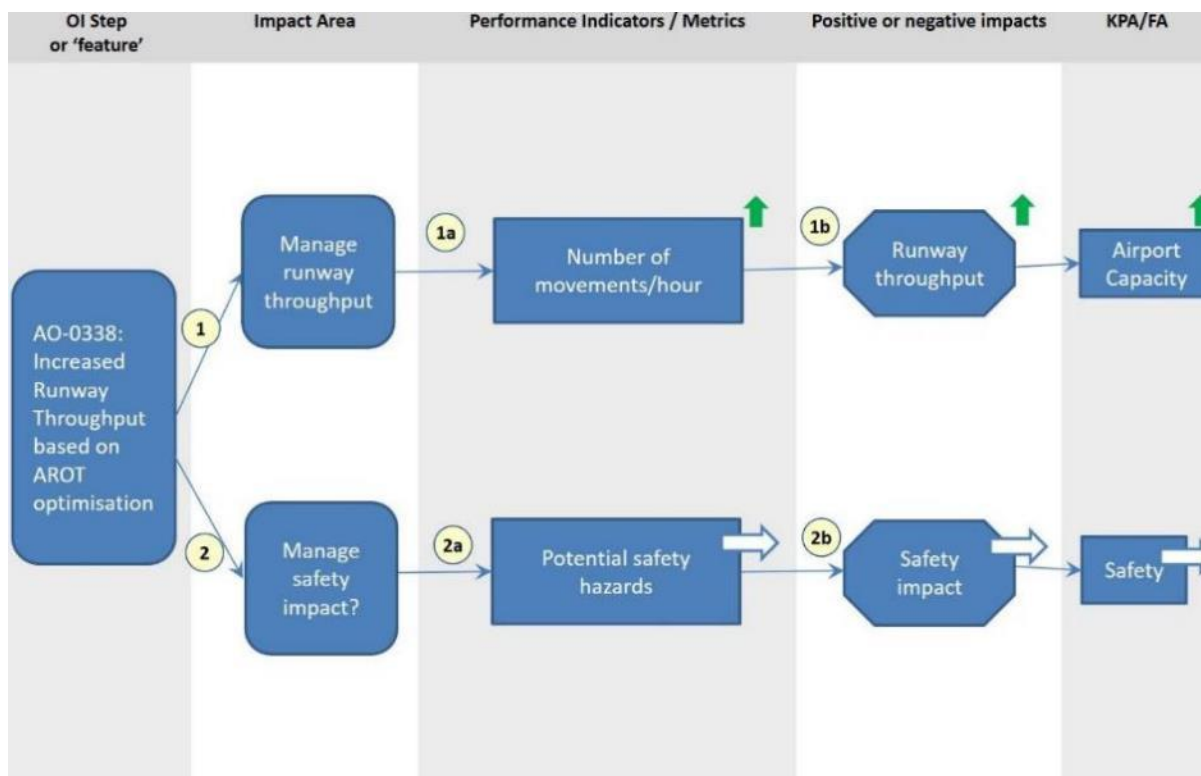 OI Step
or ‘feature’
Impact Area
Performance Indicators / Metrics
Positive or negative impacts
KPA/FA
AO-0338:
Increased
Runway
Throughput
based on
AROT
optimisation
1
Manage
runway
throughput
1a
Number of
movements/hour
1b
Runway
throughput
Airport
Capacity
2
Manage
safety
impact?
2a
Potential safety
hazards
2b
Safety
impact
Safety